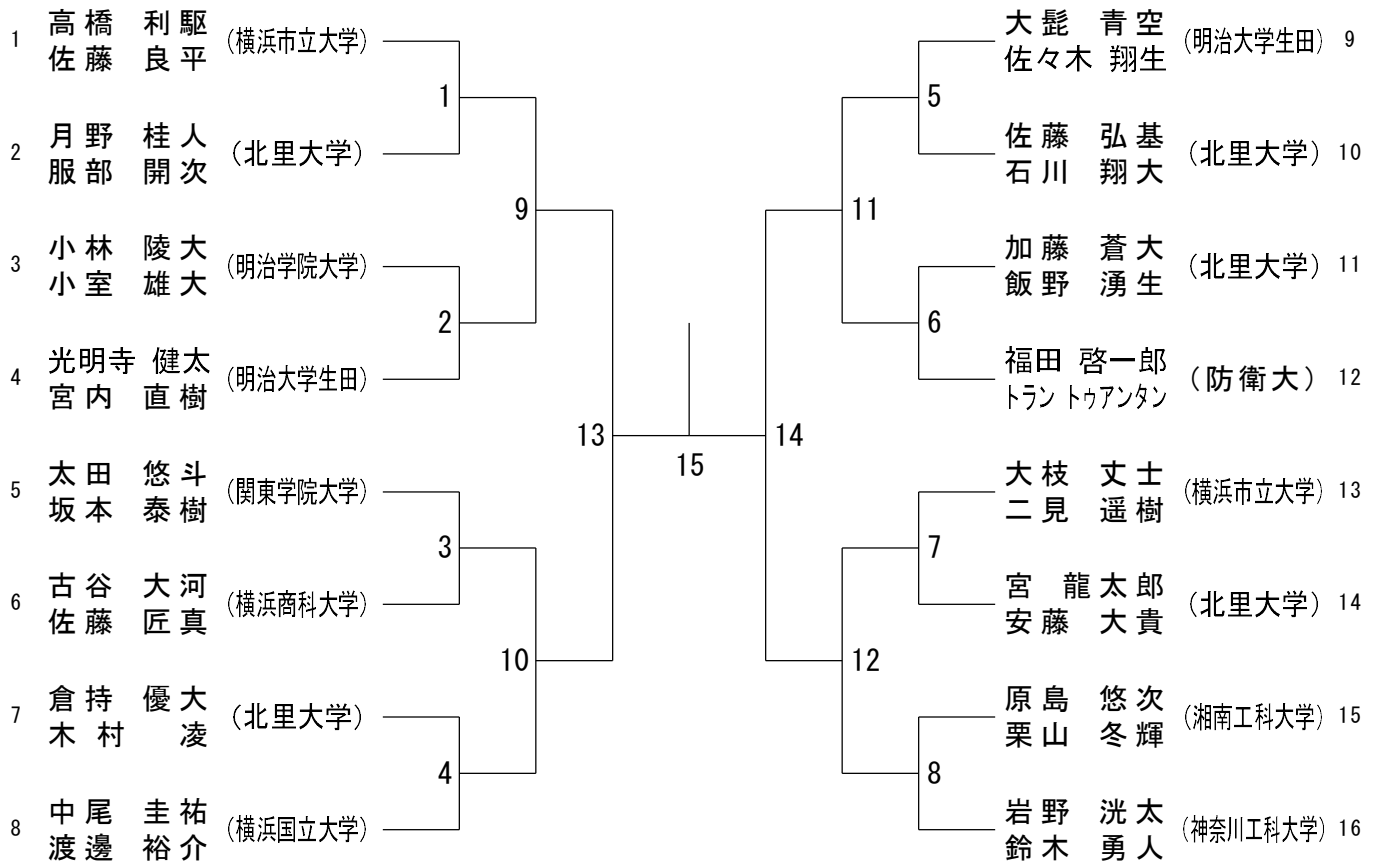 1 高橋 利駆 (横浜市立大学)
佐藤 良平
2 月野 桂人 (北里大学)
服部 開次
3 小林 陵大 (明治学院大学)
小室 雄大
4 光明寺 健太 (明治大学生田)
宮内 直樹
5 太田 悠斗 (関東学院大学)
坂本 泰樹
6 古谷 大河 (横浜商科大学)
佐藤 匠真
7 倉持 優大 (北里大学)
木村 凌
8 中尾 圭祐 (横浜国立大学)
渡邊 裕介
1
2
3
4
9
10
13
15
14
11
12
5
6
7
8
大髭 青空 (明治大学生田) 9
佐々木 翔生
佐藤 弘基 (北里大学) 10
石川 翔大
加藤 蒼大 (北里大学) 11
飯野 湧生
福田 啓一郎 (防衛大) 12
トラン トゥアンタン
大枝 丈士 (横浜市立大学) 13
二見 遥樹
宮 龍太郎 (北里大学) 14
安藤 大貴
原島 悠次 (湘南工科大学) 15
栗山 冬輝
岩野 洸太 (神奈川工科大学) 16
鈴木 勇人